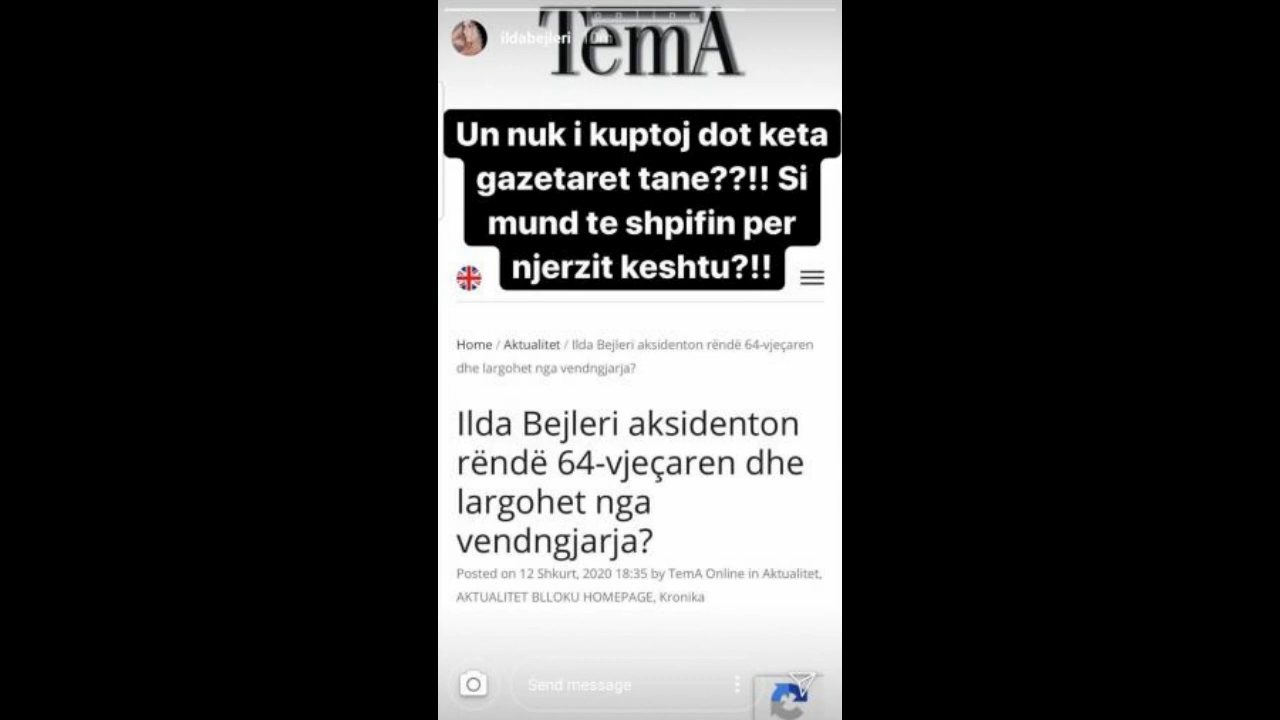 online
TemA
ildabejleri 10m
Un nuk i kuptoj dot keta
gazetaret tane??!! Si
mund te shpifin per
njerzit keshtu?!!
Home / Aktualitet / Ilda Bejleri aksidenton rëndë 64-vjeçaren
dhe largohet nga vendngjarja?
Ilda Bejleri aksidenton
rëndë 64-vjeçaren dhe
largohet nga
vendngjarja?
Posted on 12 Shkurt, 2020 18:35 by TemA Online in Aktualitet,
AKTUALITET BLLOKU HOMEPAGE, Kronika
Send message